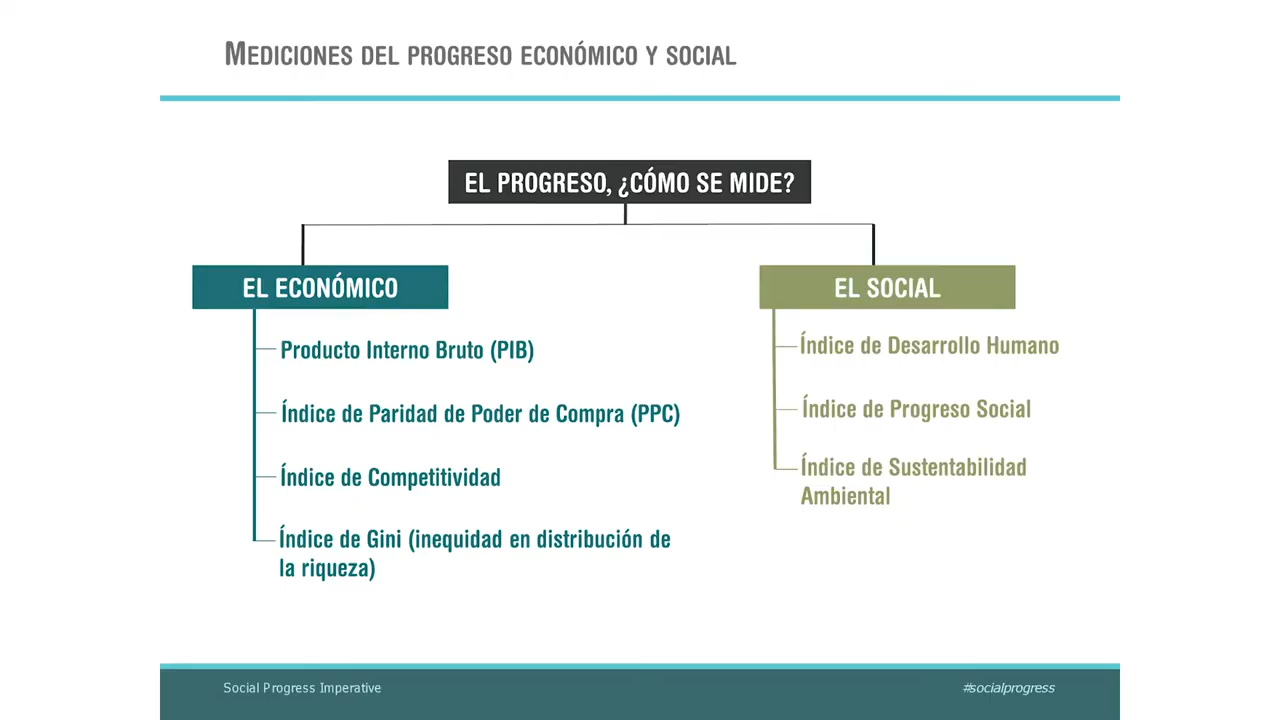 MEDICIONES DEL PROGRESO ECONÓMICO Y SOCIAL
EL PROGRESO, ¿CÓMO SE MIDE?
EL ECONÓMICO
Producto Interno Bruto (PIB)
Índice de Paridad de Poder de Compra (PPC)
Índice de Competitividad
Índice de Gini (inequidad en distribución de
la riqueza)
EL SOCIAL
Índice de Desarrollo Humano
Índice de Progreso Social
Índice de Sustentabilidad
Ambiental
Social Progress Imperative
#socialprogress